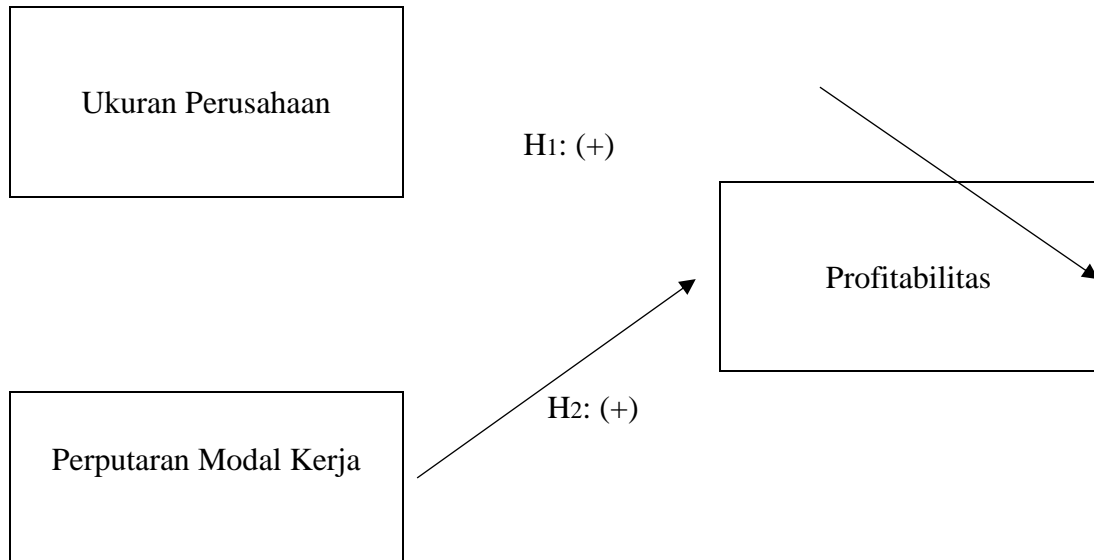 Ukuran Perusahaan
H1: (+)
Profitabilitas
H2: (+)
Perputaran Modal Kerja